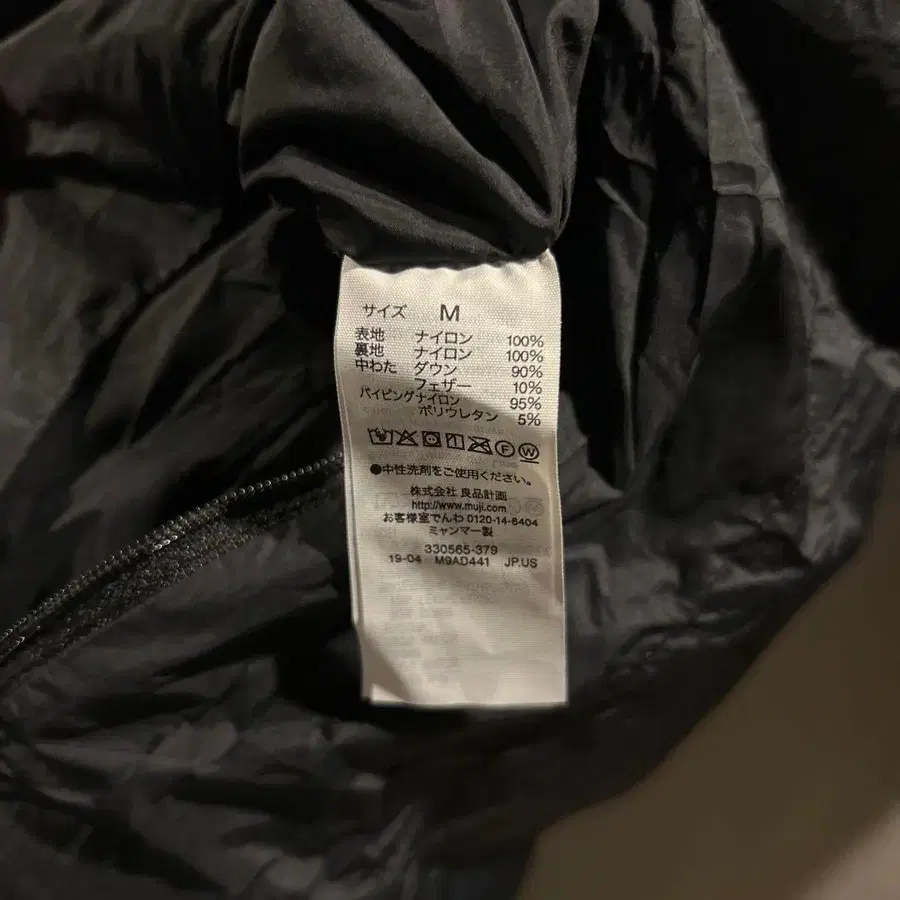 サイズ M
表地 ナイロン 100%
裏地 ナイロン 100%
中わた ダウン 90%
フェザー 10%
パイピング ナイロン 95%
ポリウレタン 5%
●中性洗剤をご使用ください。
株式会社 良品計画
http://www.muji.com
お客様室でんわ 0120-14-6404
ミャンマー製
330565-379
19-04 M9AD441 JP.US